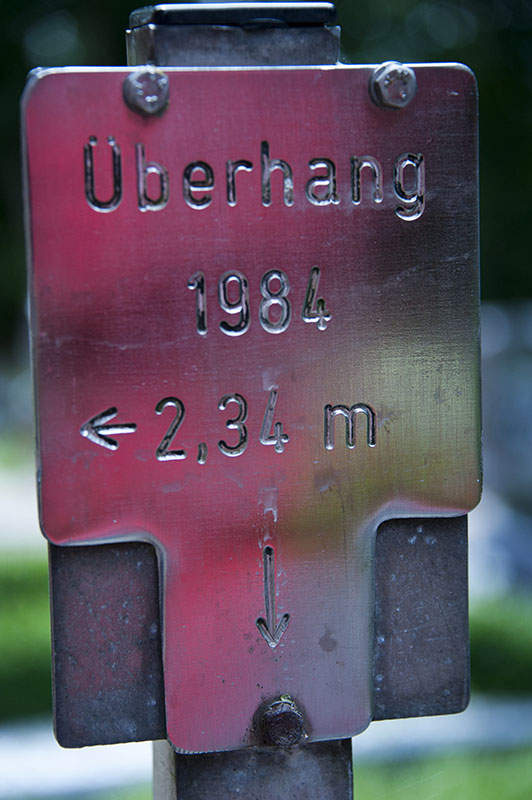 Überhang
1984
← 2,34 m
↓